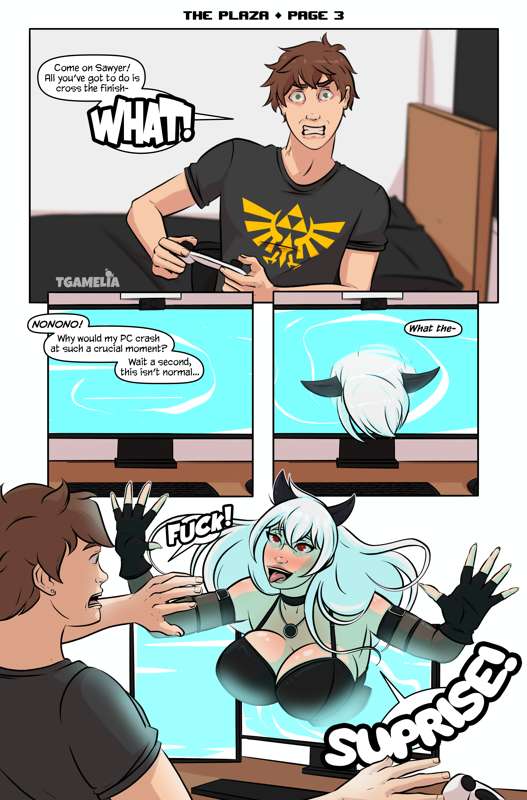 THE PLAZA ♦ PAGE 3
Come on Sawyer!
All you've got to do is
cross the finish-
WHAT!
TGAMELIA
NONONO!
Why would my PC crash
at such a crucial moment?
Wait a second,
this isn't normal...
What the-
FUCK!
SUPRISE!